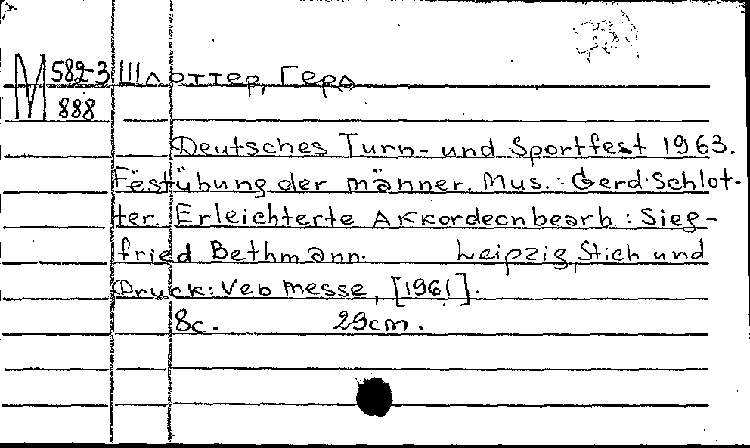 М 582-3 Шлоттер, Герд
888
Deutsches Turn- und Sportfest 1963.
Festübung der männer. Mus.: Gerd Schlot-
ter. Erleichterte Akkordeonbearb: Sieg-
fried Bethmann. Leipzig, Stich und
Druck: Veb Messe, [1961].
8c. 29cm.